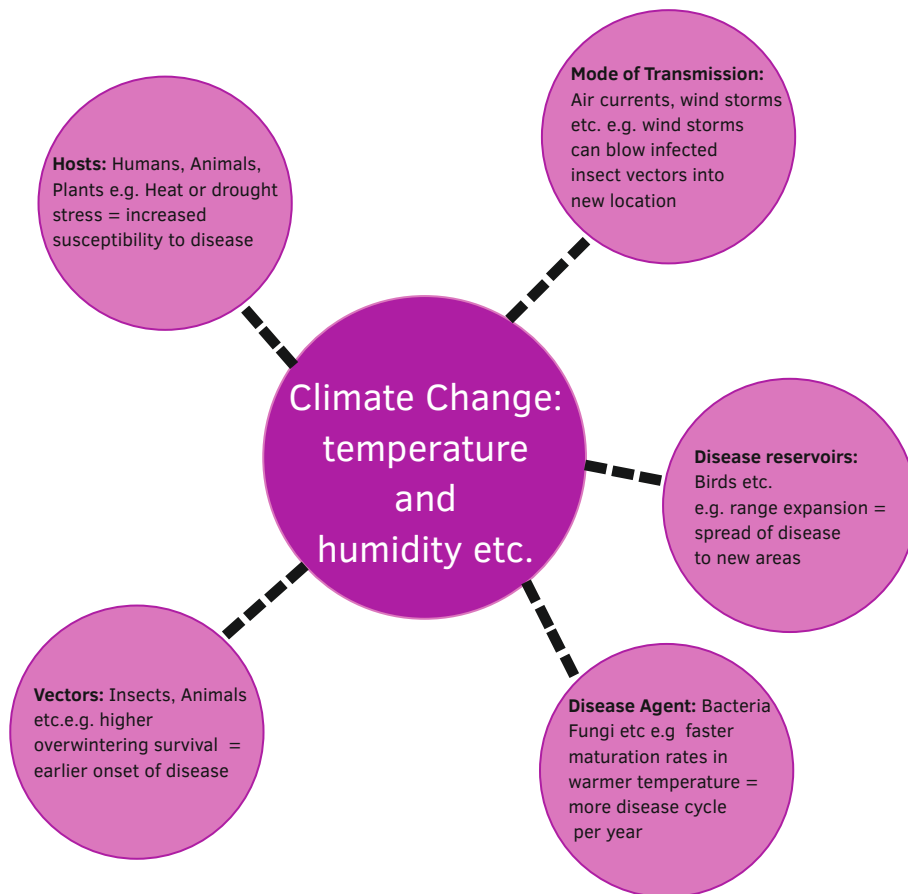 Mode of Transmission:
Air currents, wind storms
etc. e.g. wind storms
can blow infected
insect vectors into
new location
Hosts: Humans, Animals,
Plants e.g. Heat or drought
stress = increased
susceptibility to disease
Climate Change:
temperature
and
humidity etc.
Disease reservoirs:
Birds etc.
e.g. range expansion =
spread of disease
to new areas
Vectors: Insects, Animals
etc.e.g. higher
overwintering survival =
earlier onset of disease
Disease Agent: Bacteria
Fungi etc e.g faster
maturation rates in
warmer temperature =
more disease cycle
per year